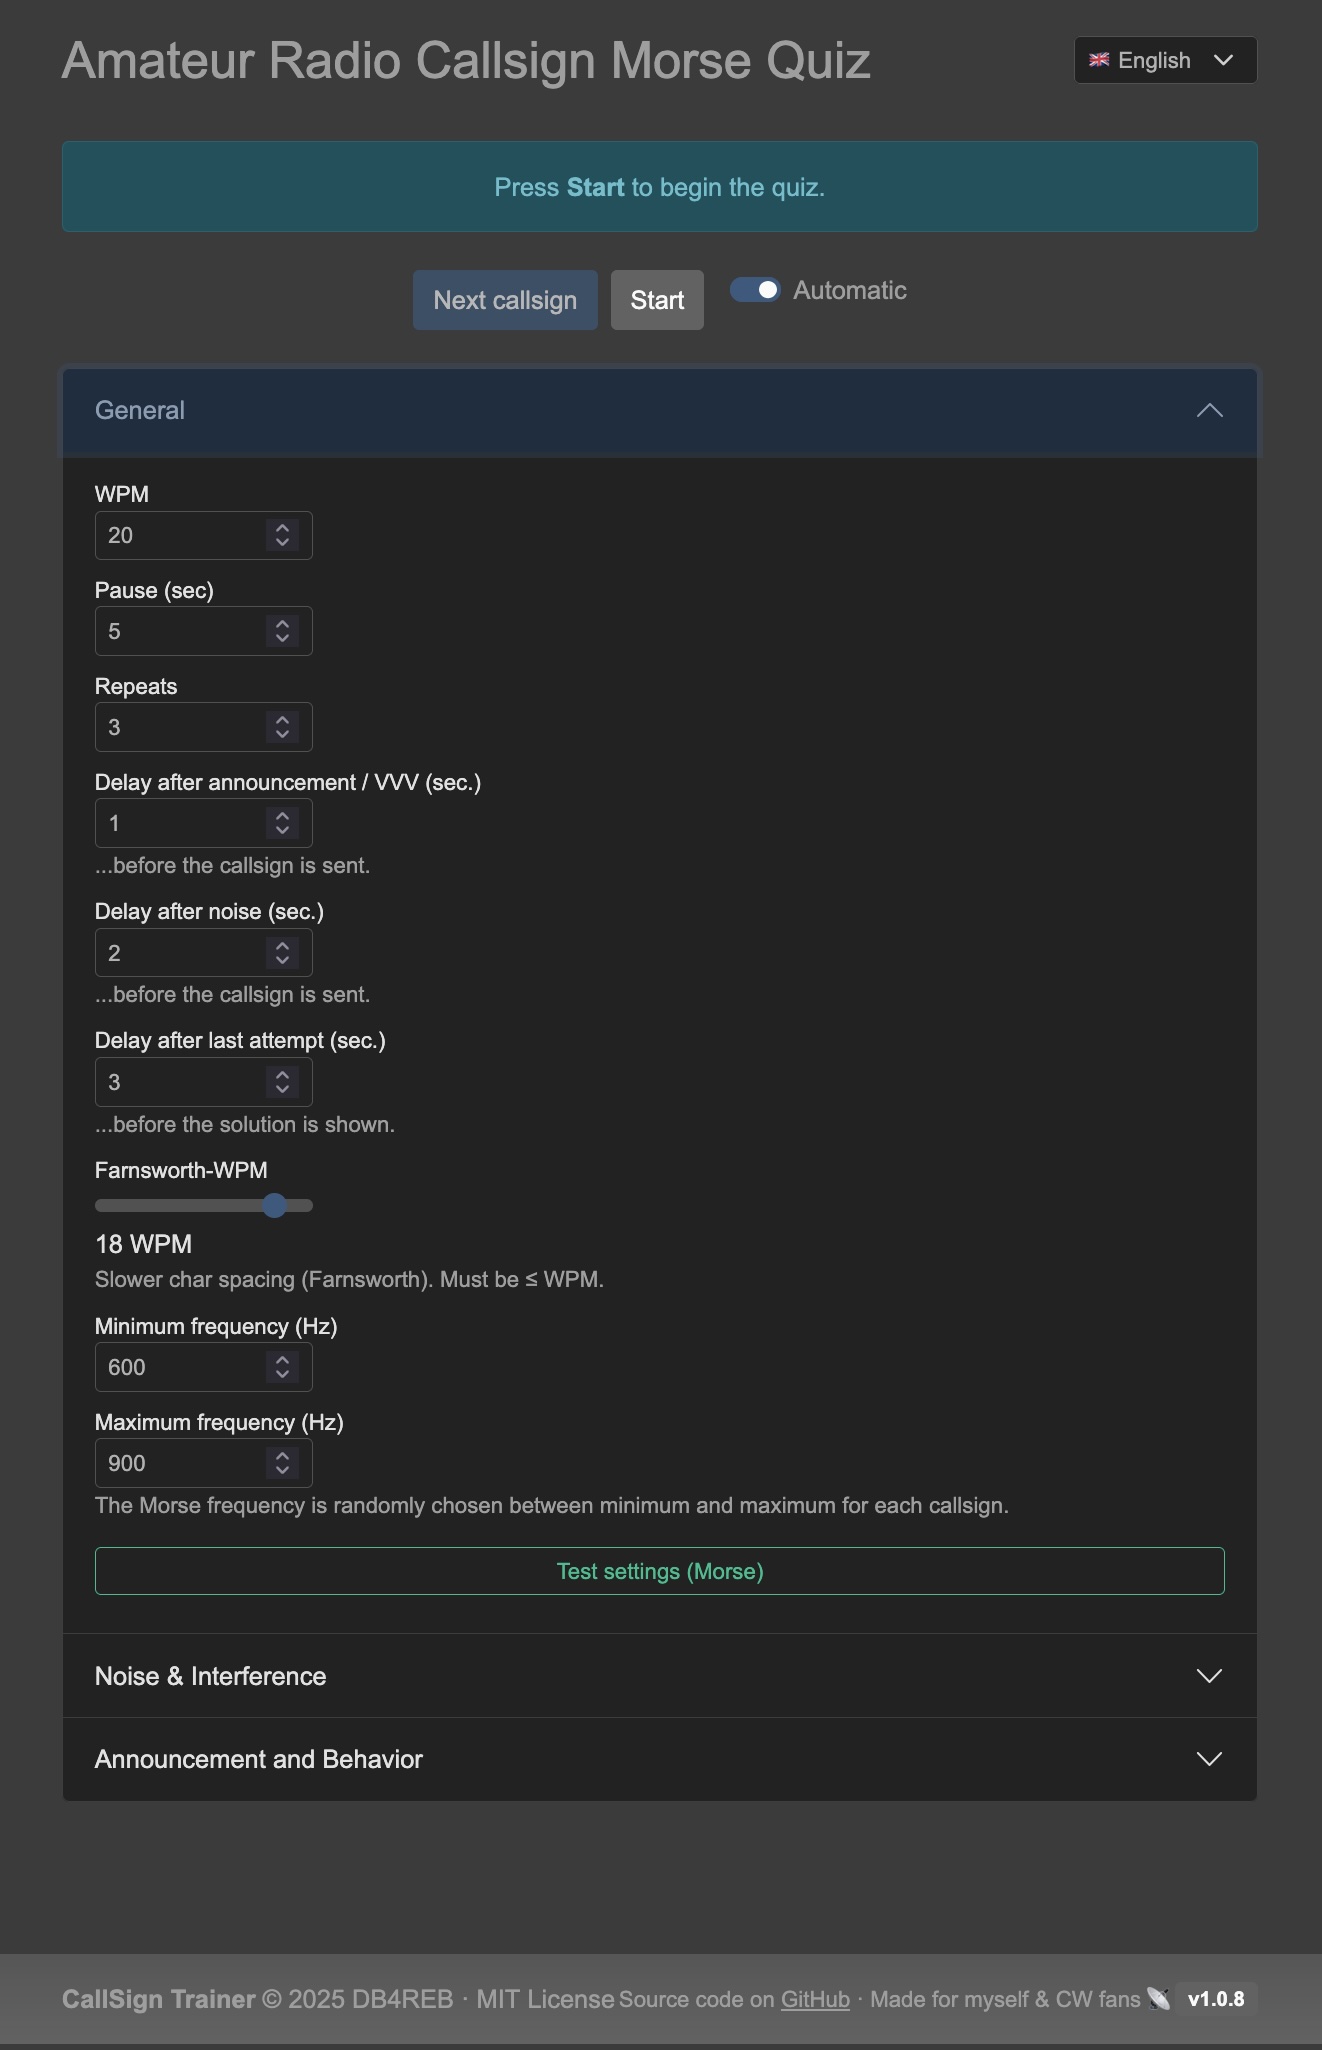 Amateur Radio Callsign Morse Quiz
🇬🇧 English
Press Start to begin the quiz.
Next callsign
Start
Automatic
General
WPM
20
Pause (sec)
5
Repeats
3
Delay after announcement / VVV (sec.)
1
...before the callsign is sent.
Delay after noise (sec.)
2
...before the callsign is sent.
Delay after last attempt (sec.)
3
...before the solution is shown.
Farnsworth-WPM
18 WPM
Slower char spacing (Farnsworth). Must be ≤ WPM.
Minimum frequency (Hz)
600
Maximum frequency (Hz)
900
The Morse frequency is randomly chosen between minimum and maximum for each callsign.
Test settings (Morse)
Noise & Interference
Announcement and Behavior
CallSign Trainer © 2025 DB4REB · MIT License Source code on GitHub · Made for myself & CW fans 📡 v1.0.8